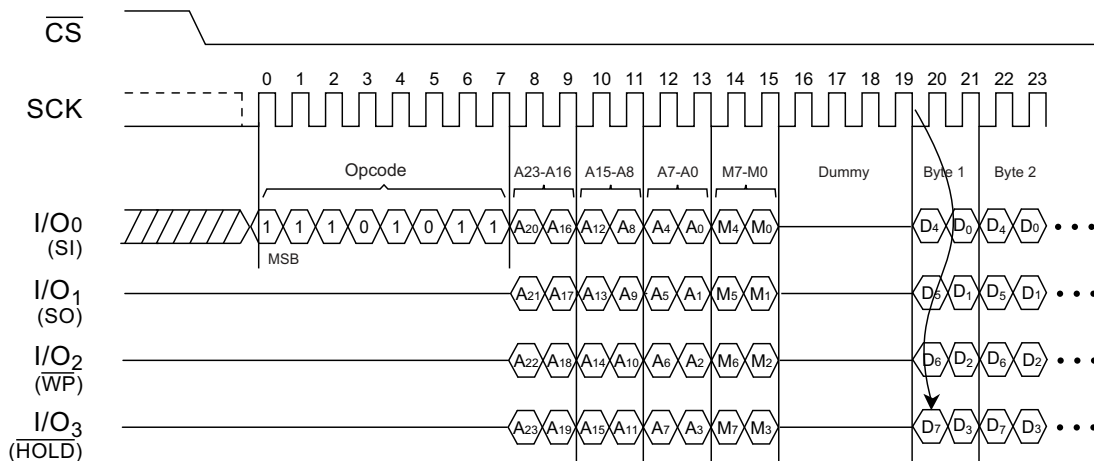 CS
0 1 2 3 4 5 6 7 8 9 10 11 12 13 14 15 16 17 18 19 20 21 22 23
SCK
Opcode A23-A16 A15-A8 A7-A0 M7-M0 Dummy Byte 1 Byte 2
I/O0 1 1 1 0 1 0 1 1 A20 A16 A12 A8 A4 A0 M4 M0 D4 D0 D4 D0
(SI)
MSB
I/O1 A21 A17 A13 A9 A5 A1 M5 M1 D5 D1 D5 D1
(SO)
I/O2 A22 A18 A14 A10 A6 A2 M6 M2 D6 D2 D6 D2
(WP)
I/O3 A23 A19 A15 A11 A7 A3 M7 M3 D7 D3 D7 D3
(HOLD)